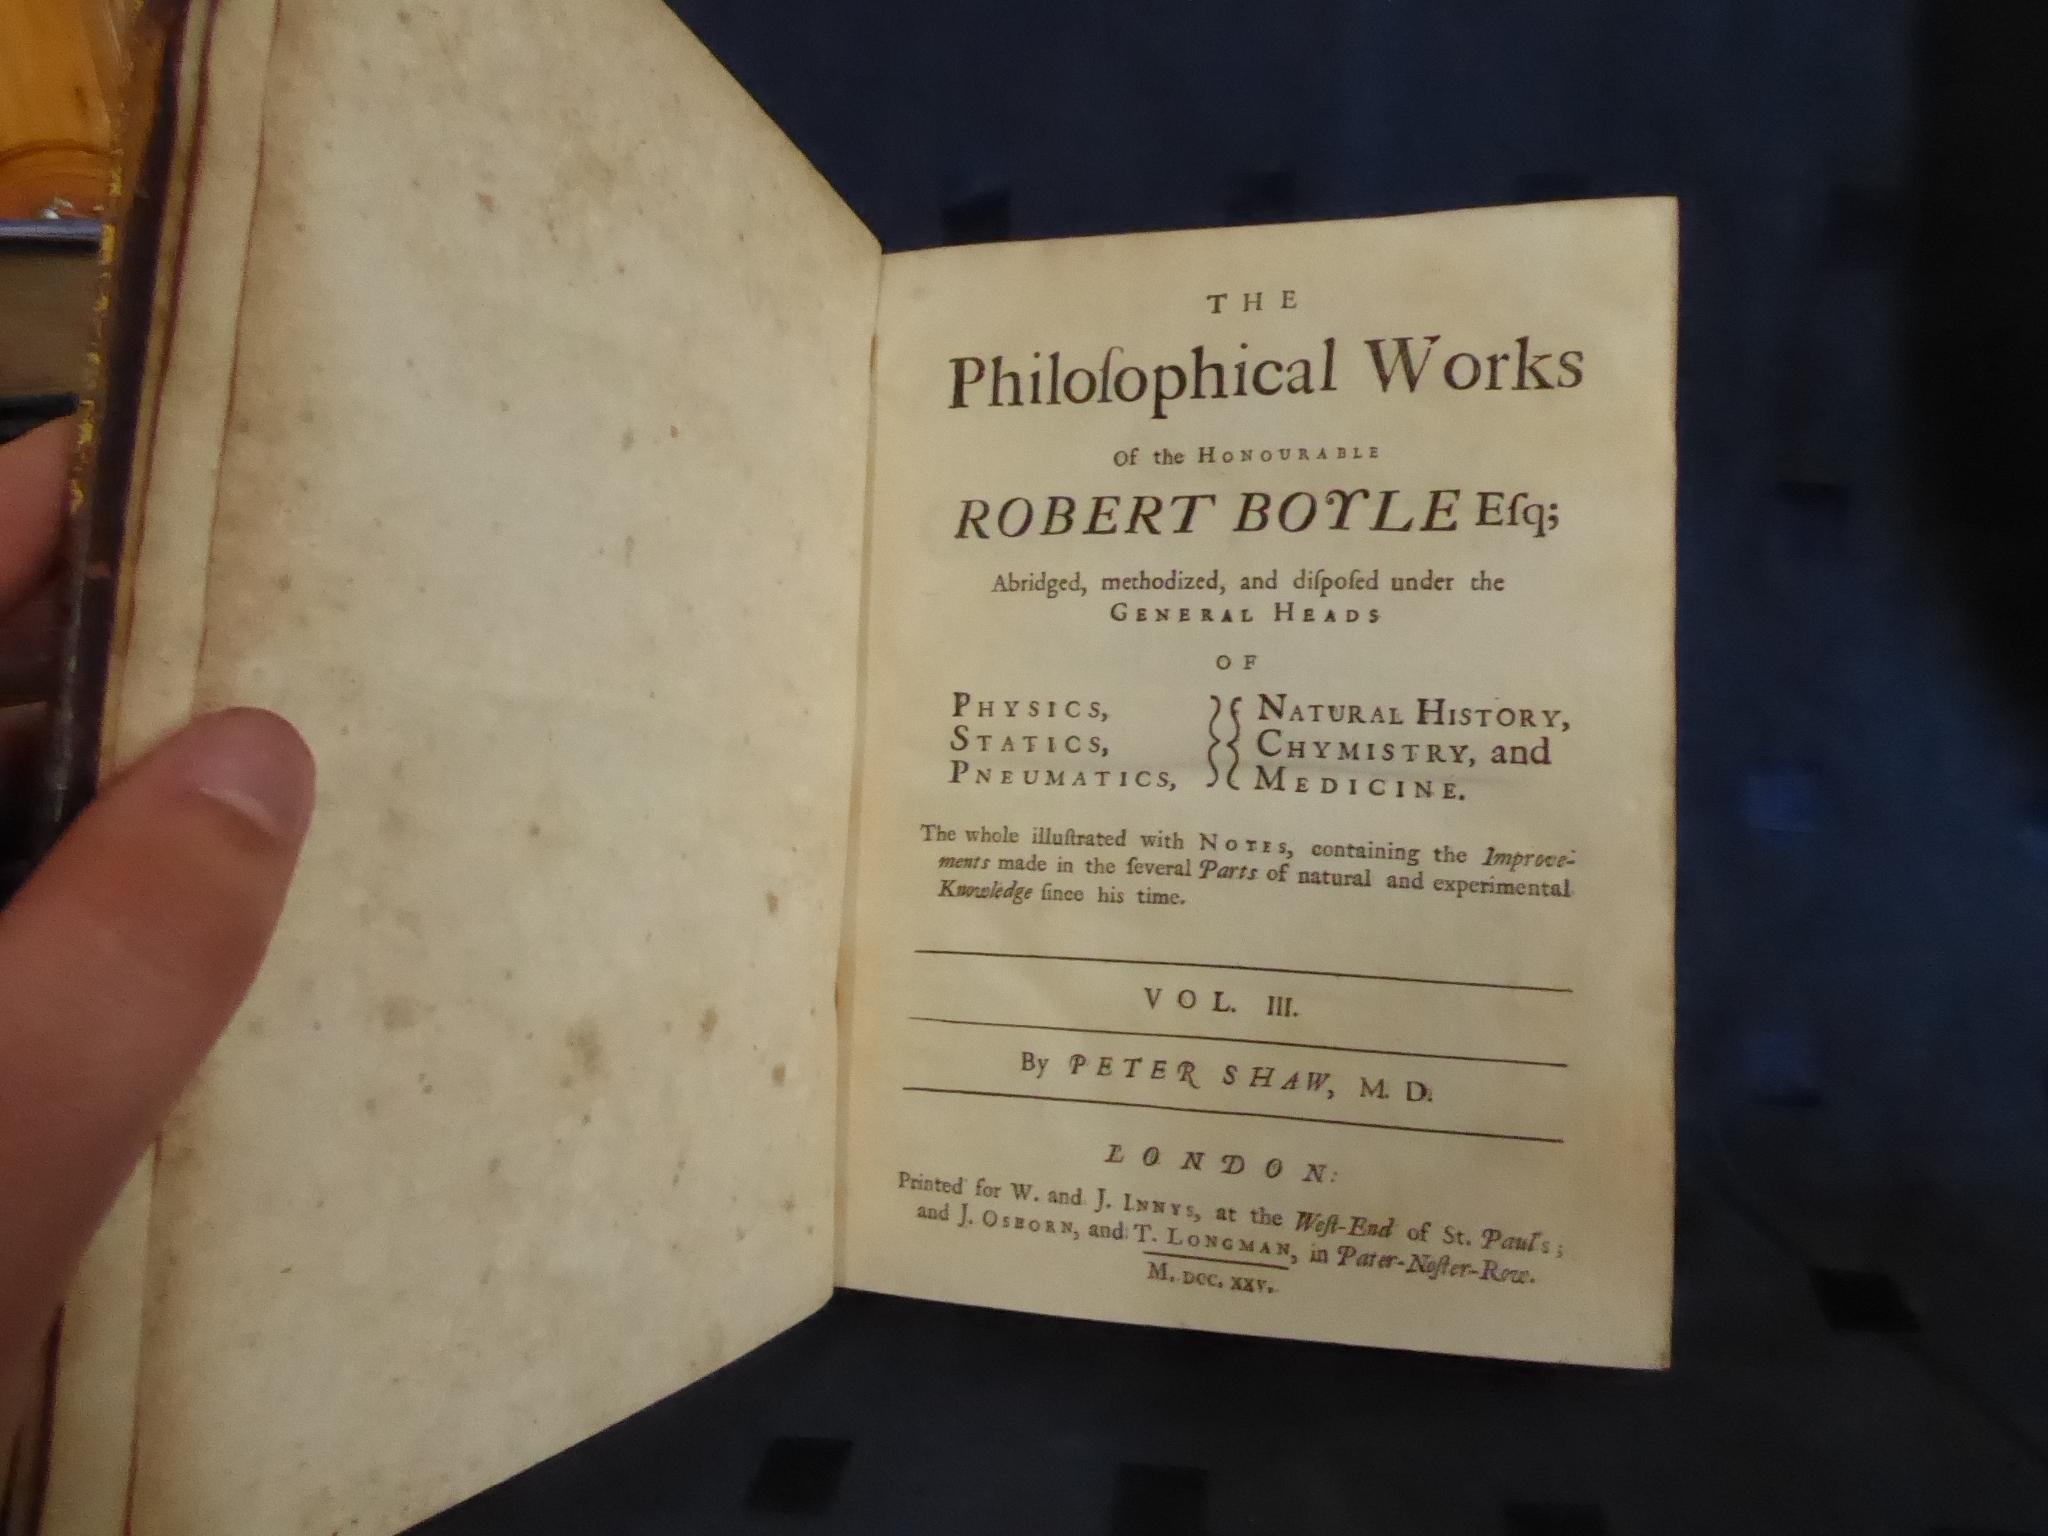 THE
Philoſophical Works
Of the HONOURABLE
ROBERT BOYLE Eſq;
Abridged, methodized, and diſpoſed under the
GENERAL HEADS
OF
PHYSICS,
STATICS,
PNEUMATICS,
NATURAL HISTORY,
CHYMISTRY, and
MEDICINE.
The whole illuſtrated with NOTES, containing the Improve-
ments made in the ſeveral Parts of natural and experimental
Knowledge ſince his time.
VOL. III.
By PETER SHAW, M. D.
LONDON:
Printed for W. and J. INNYS, at the Weſt-End of St. Paul's;
and J. OSBORN, and T. LONGMAN, in Pater-Noſter-Row.
M. DCC. XXV.